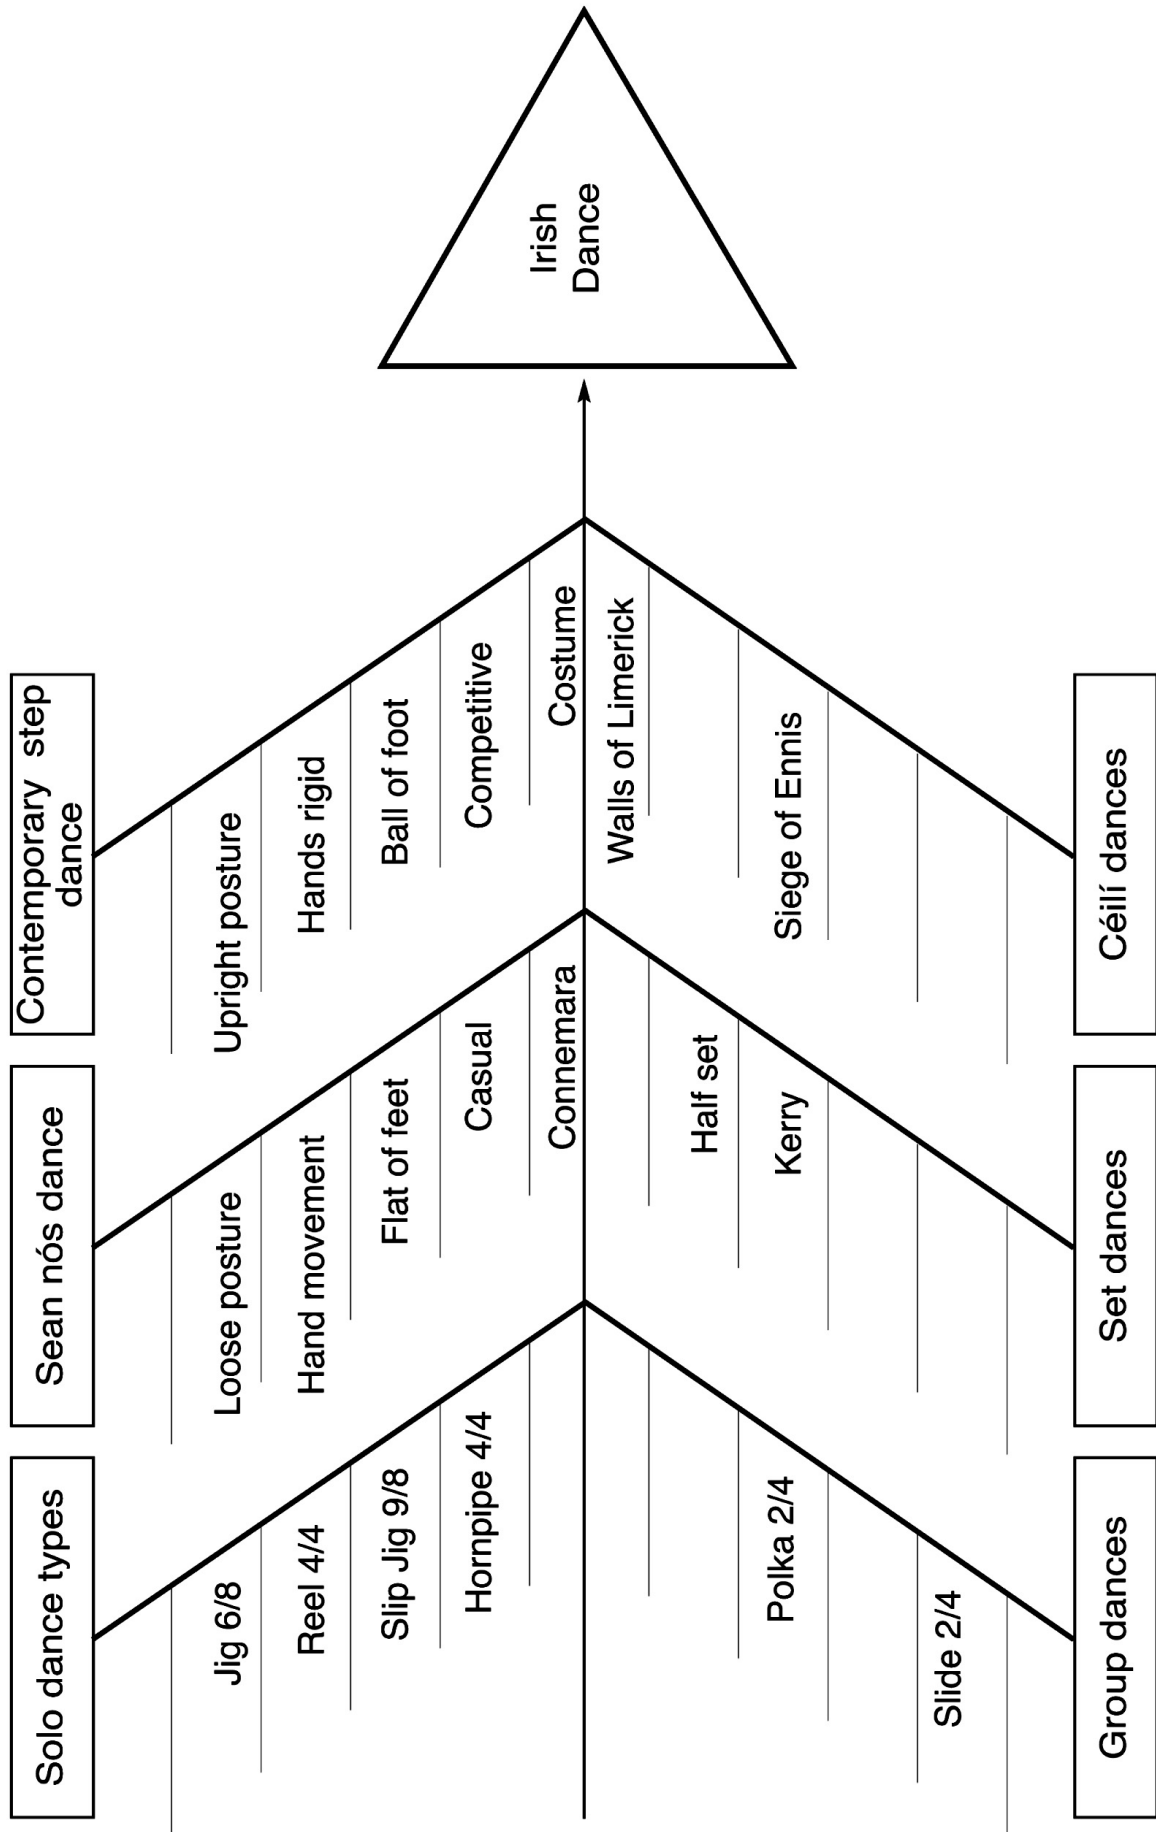 Solo dance types
Sean nós dance
Contemporary step
dance
Jig 6/8
Reel 4/4
Slip Jig 9/8
Hornpipe 4/4
Loose posture
Hand movement
Flat of feet
Casual
Connemara
Upright posture
Hands rigid
Ball of foot
Competitive
Costume
Irish
Dance
Polka 2/4
Slide 2/4
Half set
Kerry
Walls of Limerick
Siege of Ennis
Group dances
Set dances
Céilí dances